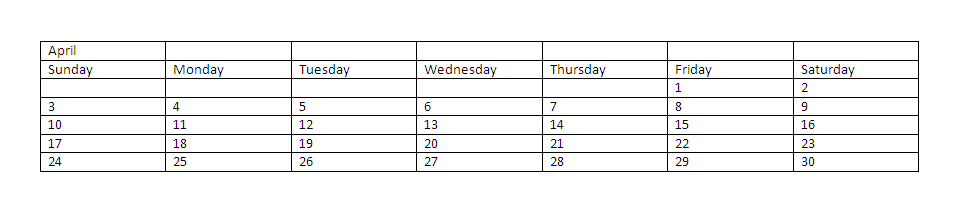 April
Sunday Monday Tuesday Wednesday Thursday Friday Saturday
1 2
3 4 5 6 7 8 9
10 11 12 13 14 15 16
17 18 19 20 21 22 23
24 25 26 27 28 29 30